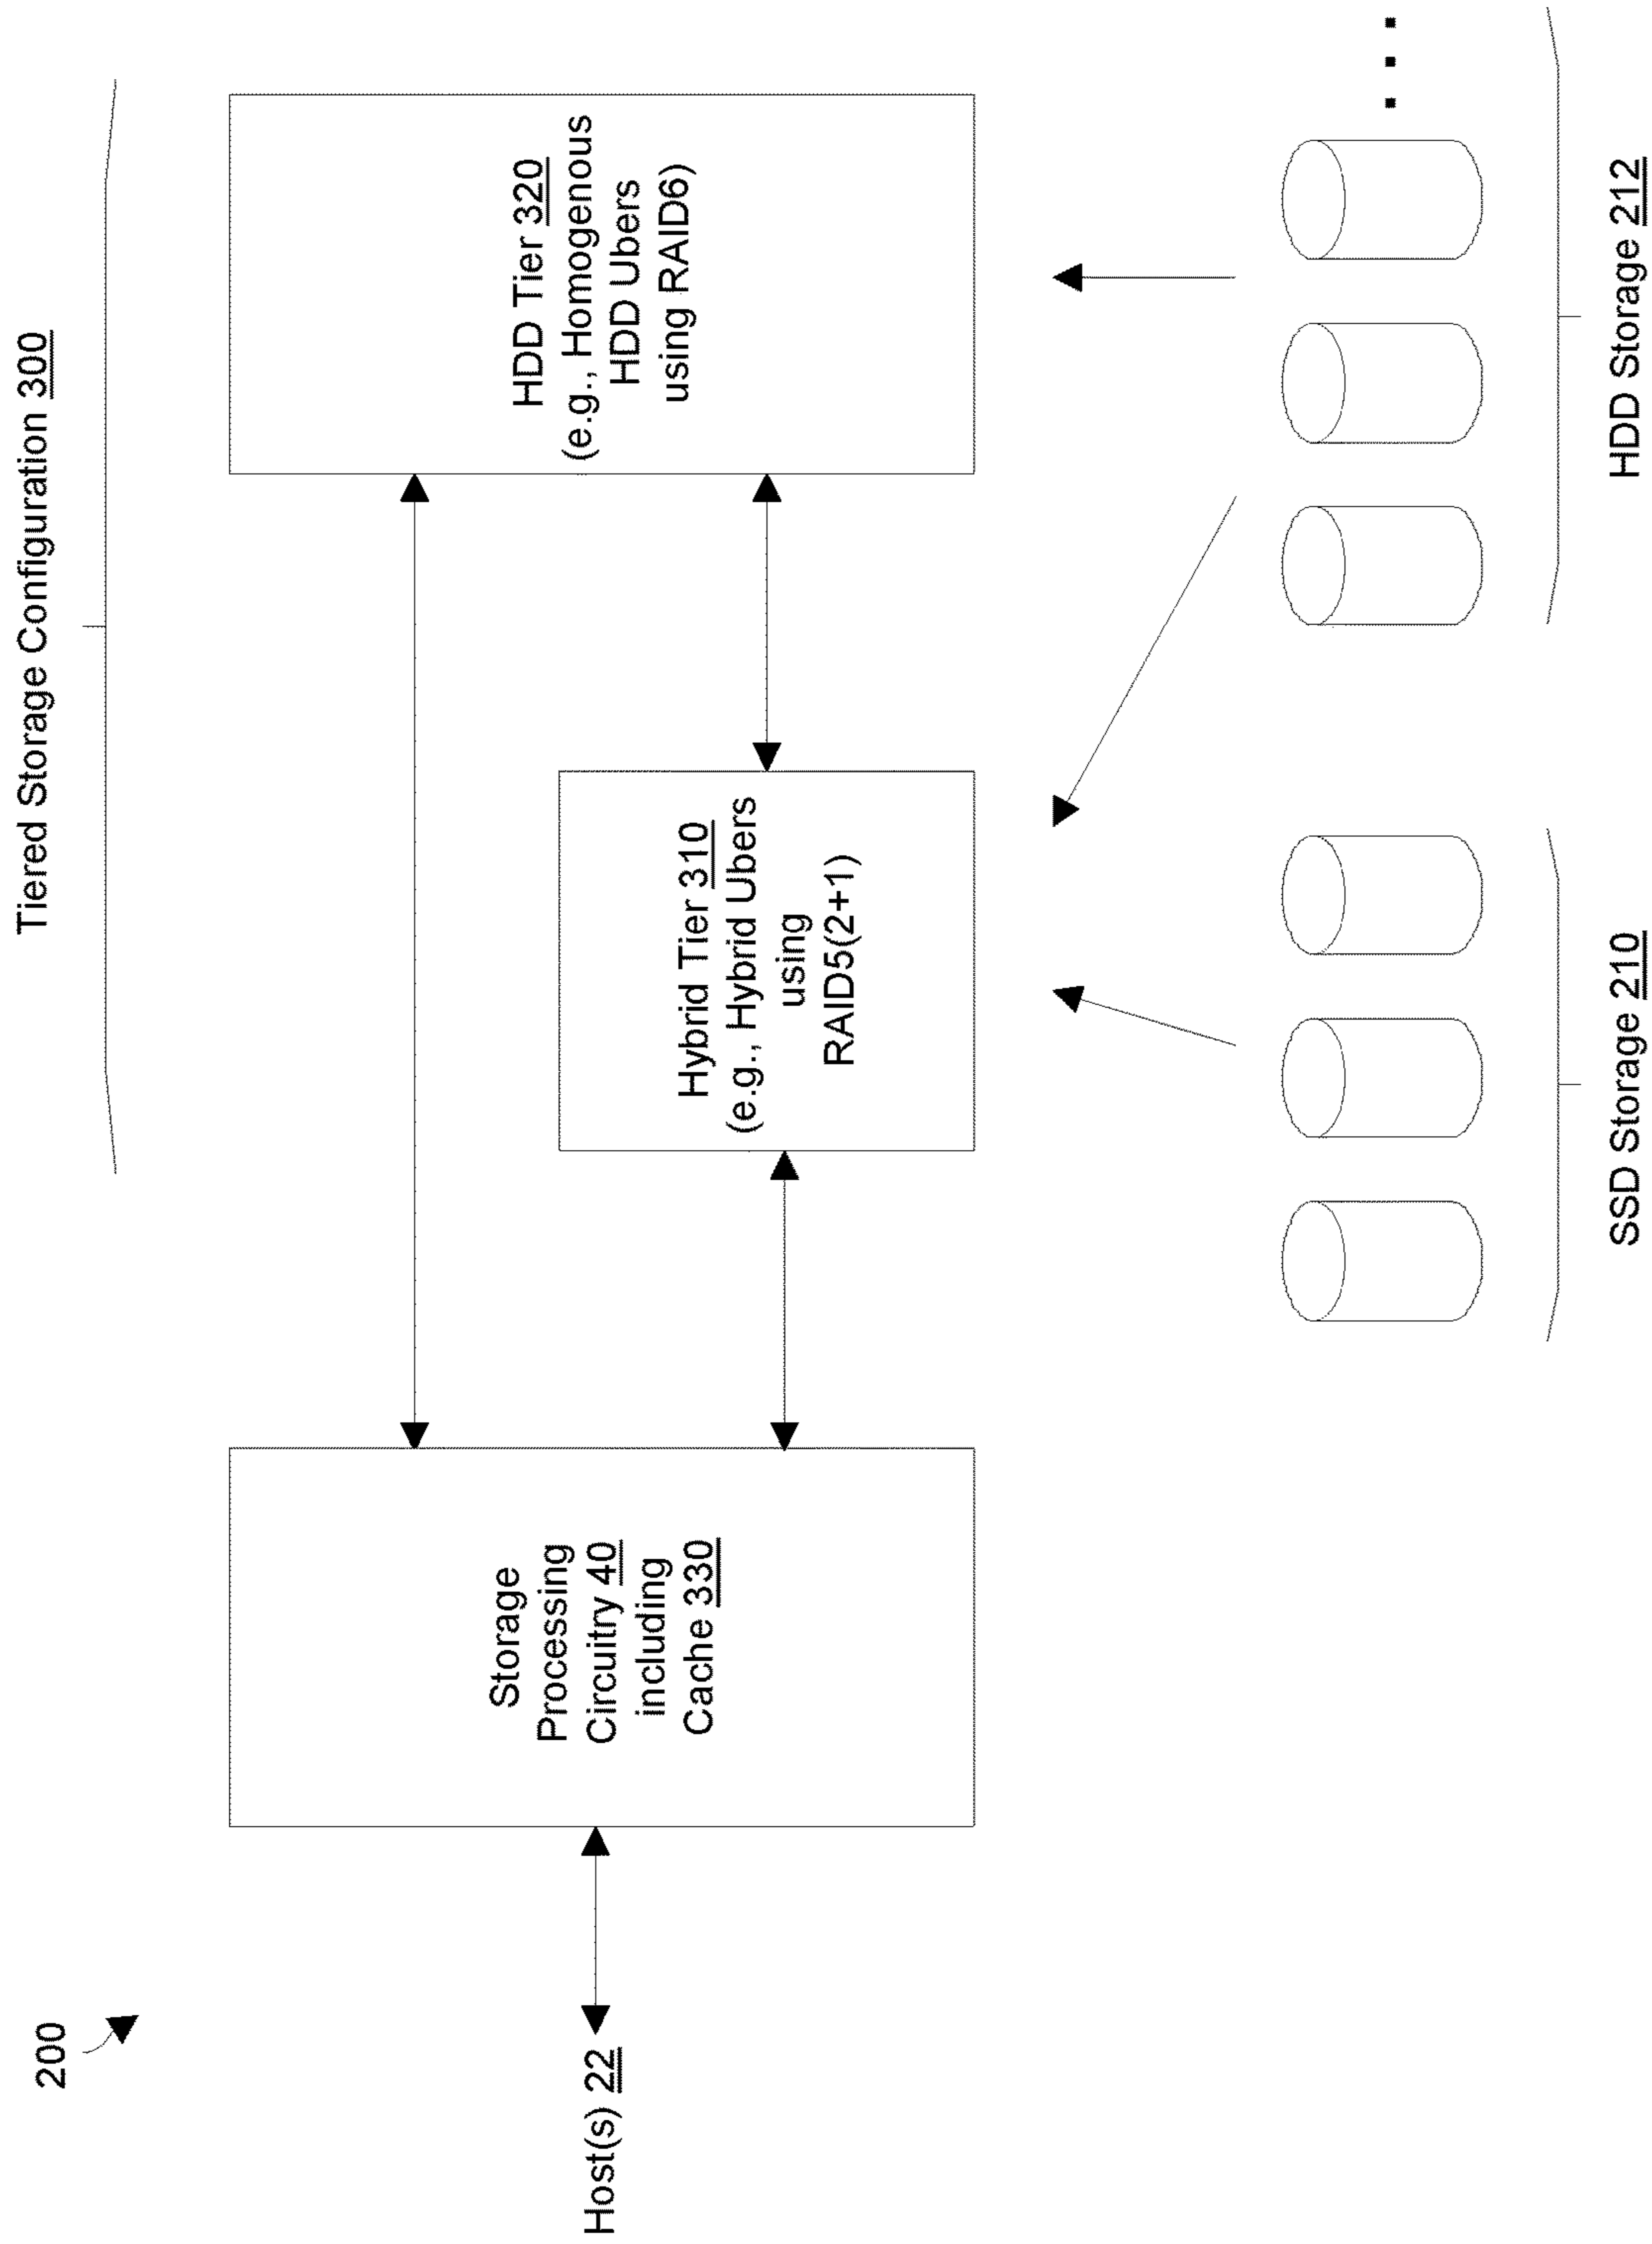 200
Tiered Storage Configuration 300
Host(s) 22
Storage
Processing
Circuitry 40
including
Cache 330
Hybrid Tier 310
(e.g., Hybrid Ubers
using
RAID5(2+1)
HDD Tier 320
(e.g., Homogenous
HDD Ubers
using RAID6)
SSD Storage 210
HDD Storage 212